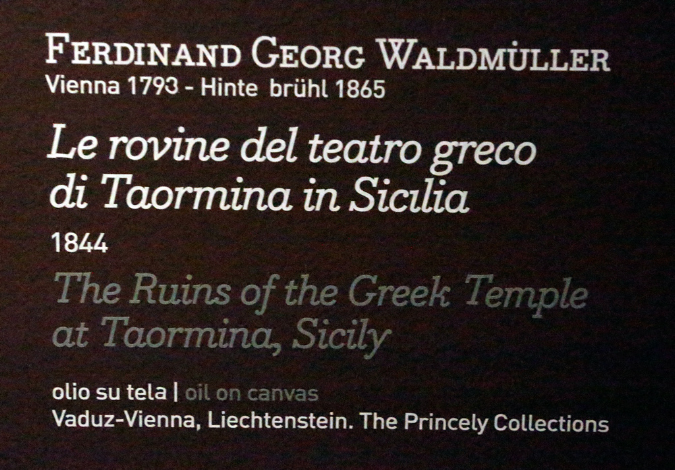 FERDINAND GEORG WALDMÜLLER
Vienna 1793 - Hinte brühl 1865
Le rovine del teatro greco
di Taormina in Sicilia
1844
The Ruins of the Greek Temple
at Taormina, Sicily
olio su tela | oil on canvas
Vaduz-Vienna, Liechtenstein. The Princely Collections